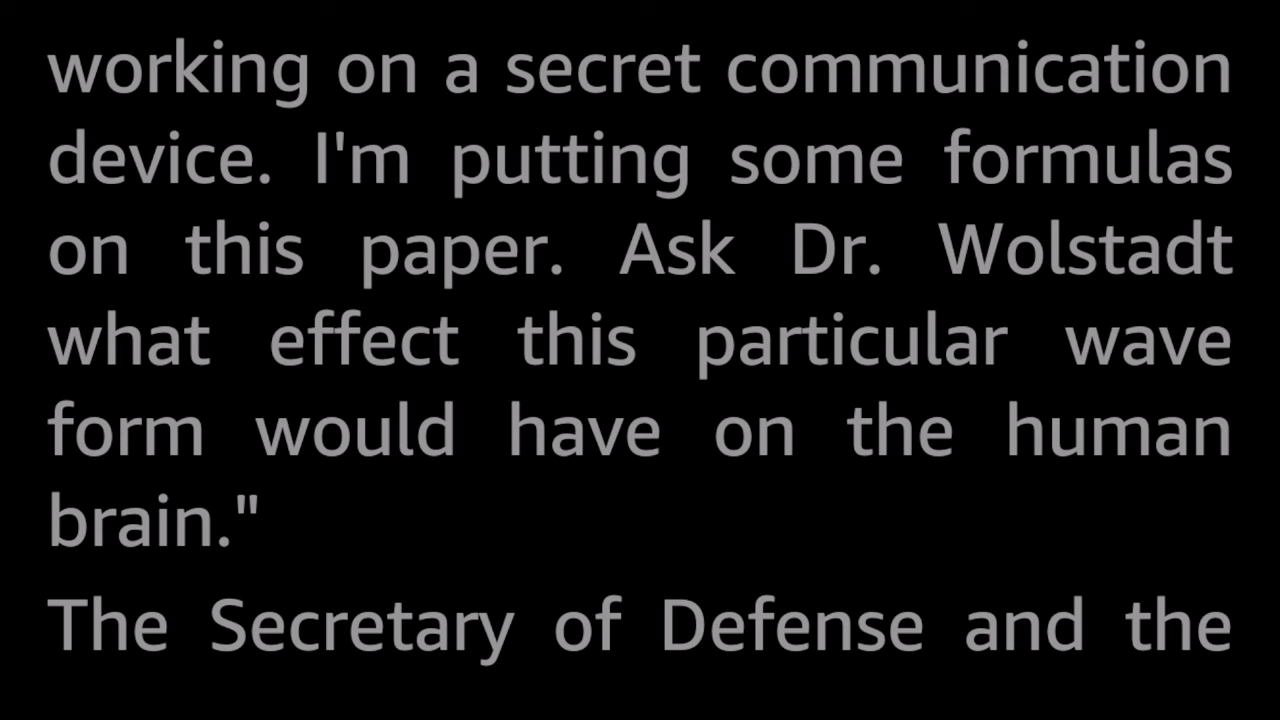 working on a secret communication
device. I'm putting some formulas
on this paper. Ask Dr. Wolstadt
what effect this particular wave
form would have on the human
brain."
The Secretary of Defense and the